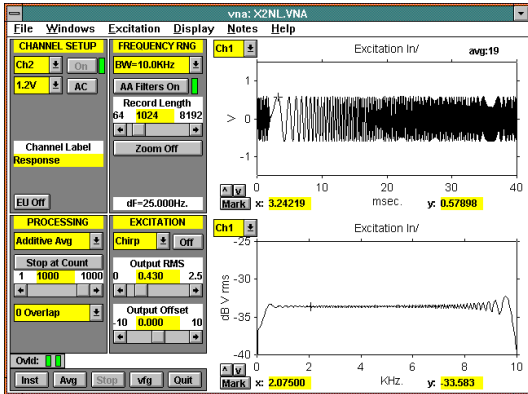 vna: X2NL.VNA
File Windows Excitation Display Notes Help
CHANNEL SETUP
Ch2 On
1.2V AC
Channel Label
Response
EU Off
FREQUENCY RNG
BW=10.0KHz
AA Filters On
Record Length
64 1024 8192
Zoom Off
dF=25.000Hz.
PROCESSING
Additive Avg
Stop at Count
1 1000 1000
0 Overlap
EXCITATION
Chirp Off
Output RMS
0 0.430 2.5
Output Offset
-10 0.000 10
Ovld:
Inst Avg Stop vfg Quit
Ch1 Excitation In/ avg:19
1
V 0
-1
0 10 20 30 40
msec.
^ v
Mark x: 3.24219 y: 0.57898
Ch1 Excitation In/
-25
-30
dB V rms
-35
-40
0 2 4 6 8 10
KHz.
^ v
Mark x: 2.07500 y: -33.583